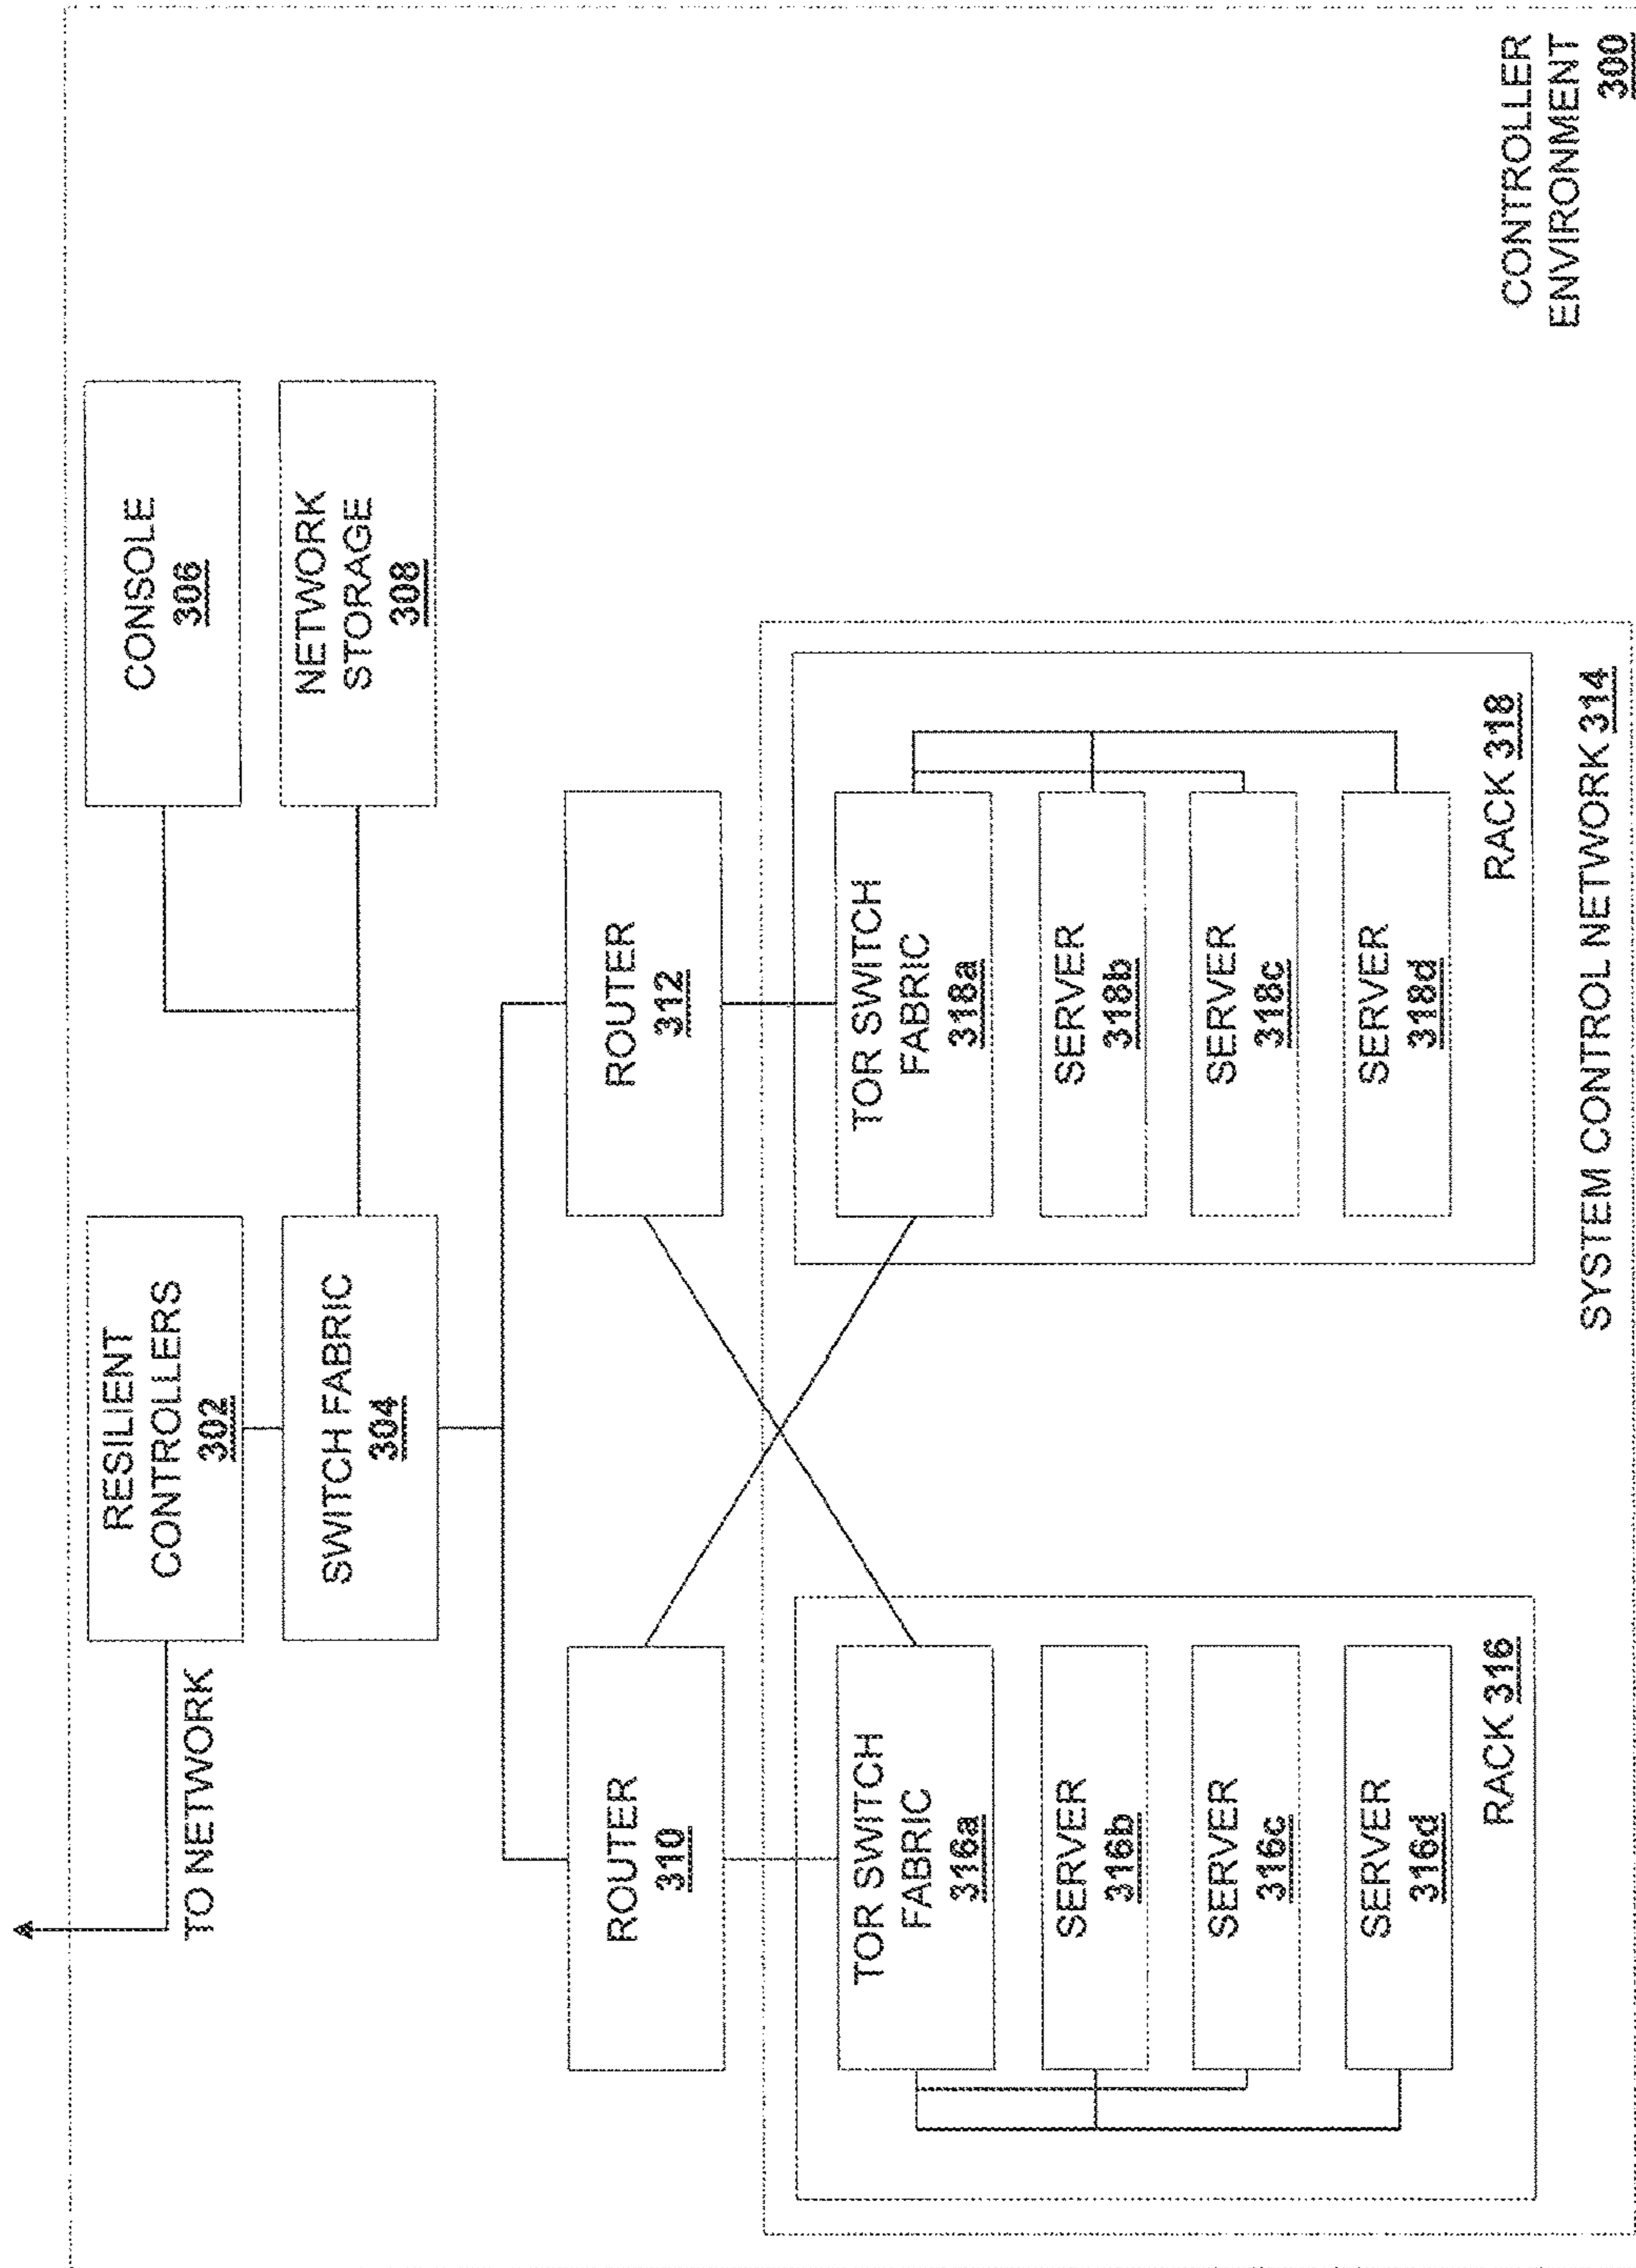 TO NETWORK
RESILIENT
CONTROLLERS
302
CONSOLE
306
SWITCH FABRIC
304
NETWORK
STORAGE
308
ROUTER
310
ROUTER
312
TOR SWITCH
FABRIC
316a
SERVER
316b
SERVER
316c
SERVER
316d
RACK 316
TOR SWITCH
FABRIC
318a
SERVER
318b
SERVER
318c
SERVER
318d
RACK 318
SYSTEM CONTROL NETWORK 314
CONTROLLER
ENVIRONMENT
300